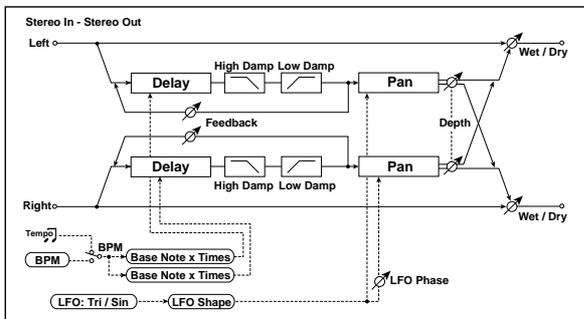 Stereo In - Stereo Out
Left
Wet / Dry
High Damp Low Damp
Delay
Pan
Feedback
Depth
Delay
Pan
High Damp Low Damp
Right
Wet / Dry
Tempo
BPM
BPM
Base Note x Times
Base Note x Times
LFO Phase
LFO: Tri / Sin
LFO Shape